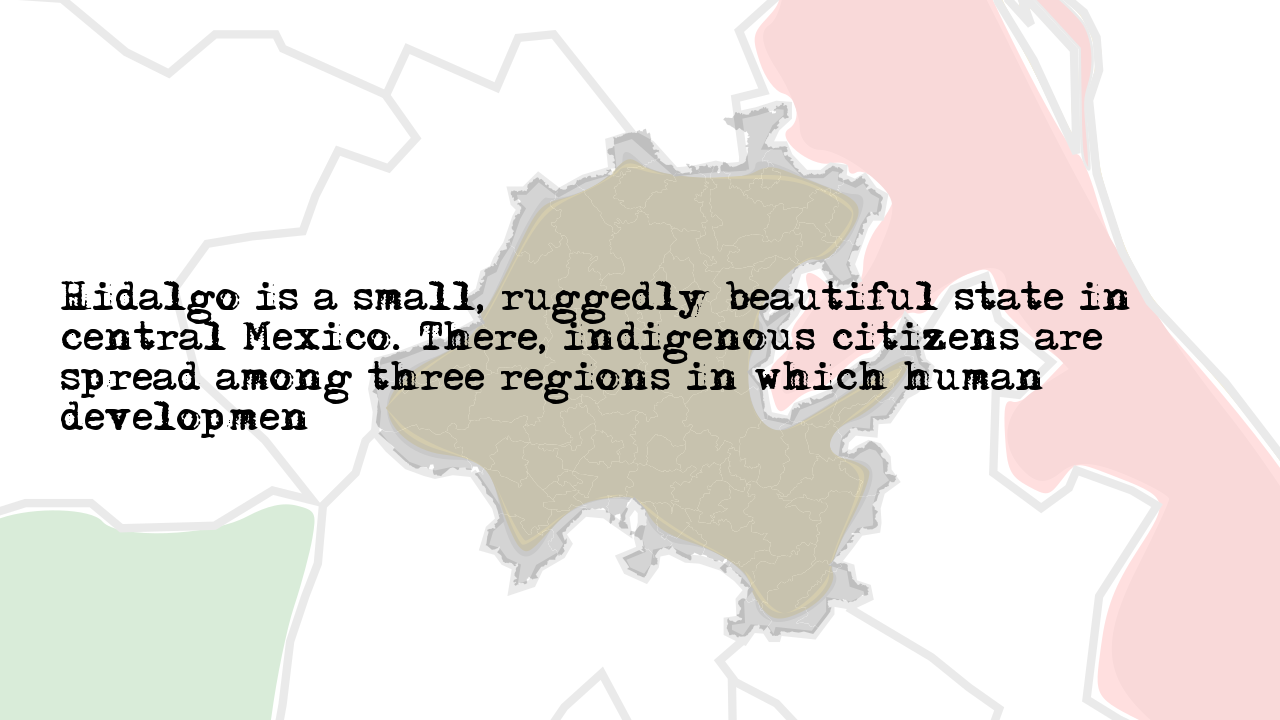 Hidalgo is a small, ruggedly beautiful state in
central Mexico. There, indigenous citizens are
spread among three regions in which human
developmen